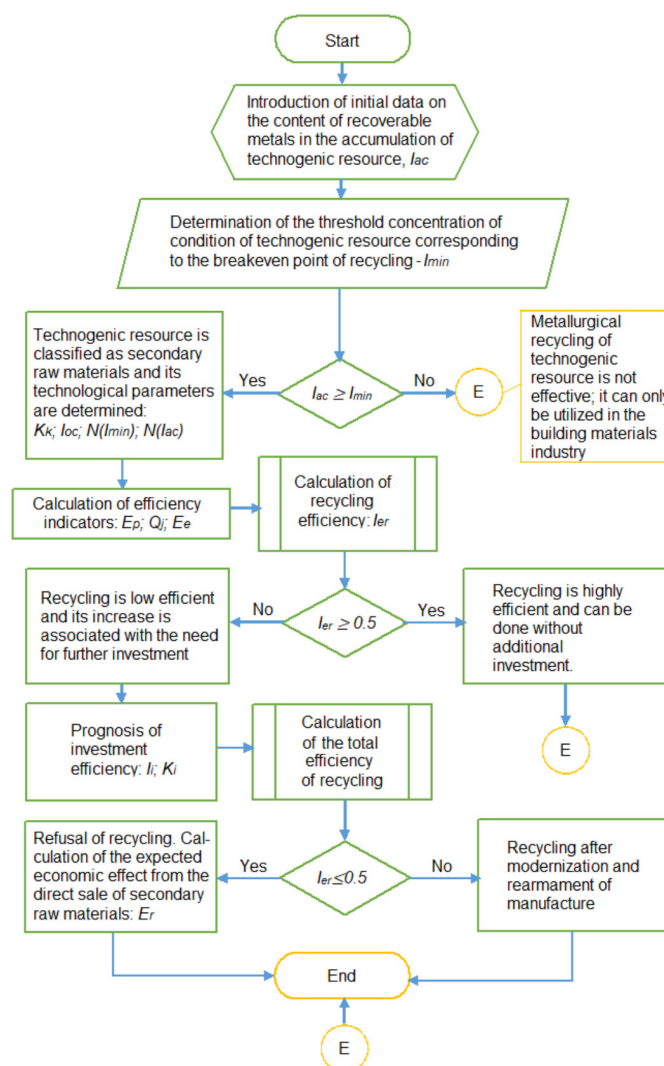 Start
Introduction of initial data on
the content of recoverable
metals in the accumulation of
technogenic resource, Iac
Determination of the threshold concentration of
condition of technogenic resource corresponding
to the breakeven point of recycling - Imin
Technogenic resource is
classified as secondary
raw materials and its
technological parameters
are determined:
Kk; Ioc; N(Imin); N(Iac)
Yes
Iac ≥ Imin
No
E
Metallurgical
recycling of
technogenic
resource is not
effective; it can only
be utilized in the
building materials
industry
Calculation of efficiency
indicators: Ep; Qj; Ee
Calculation of
recycling
efficiency: Ier
Recycling is low efficient
and its increase is
associated with the need
for further investment
No
Ier ≥ 0.5
Yes
Recycling is highly
efficient and can be
done without
additional
investment.
E
Prognosis of
investment
efficiency: Ii; Ki
Calculation
of the total
efficiency
of recycling
Refusal of recycling. Cal-
culation of the expected
economic effect from the
direct sale of secondary
raw materials: Er
Yes
Ier≤0.5
No
Recycling after
modernization and
rearmament of
manufacture
End
E